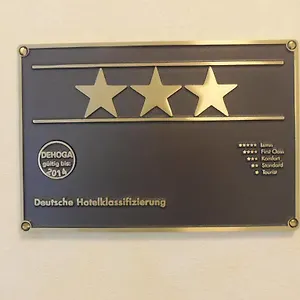 DEHOGA
gültig bis:
2014
Deutsche Hotelklassifizierung
★★★★★ Luxus
★★★★ First Class
★★★ Komfort
★★ Standard
★ Tourist